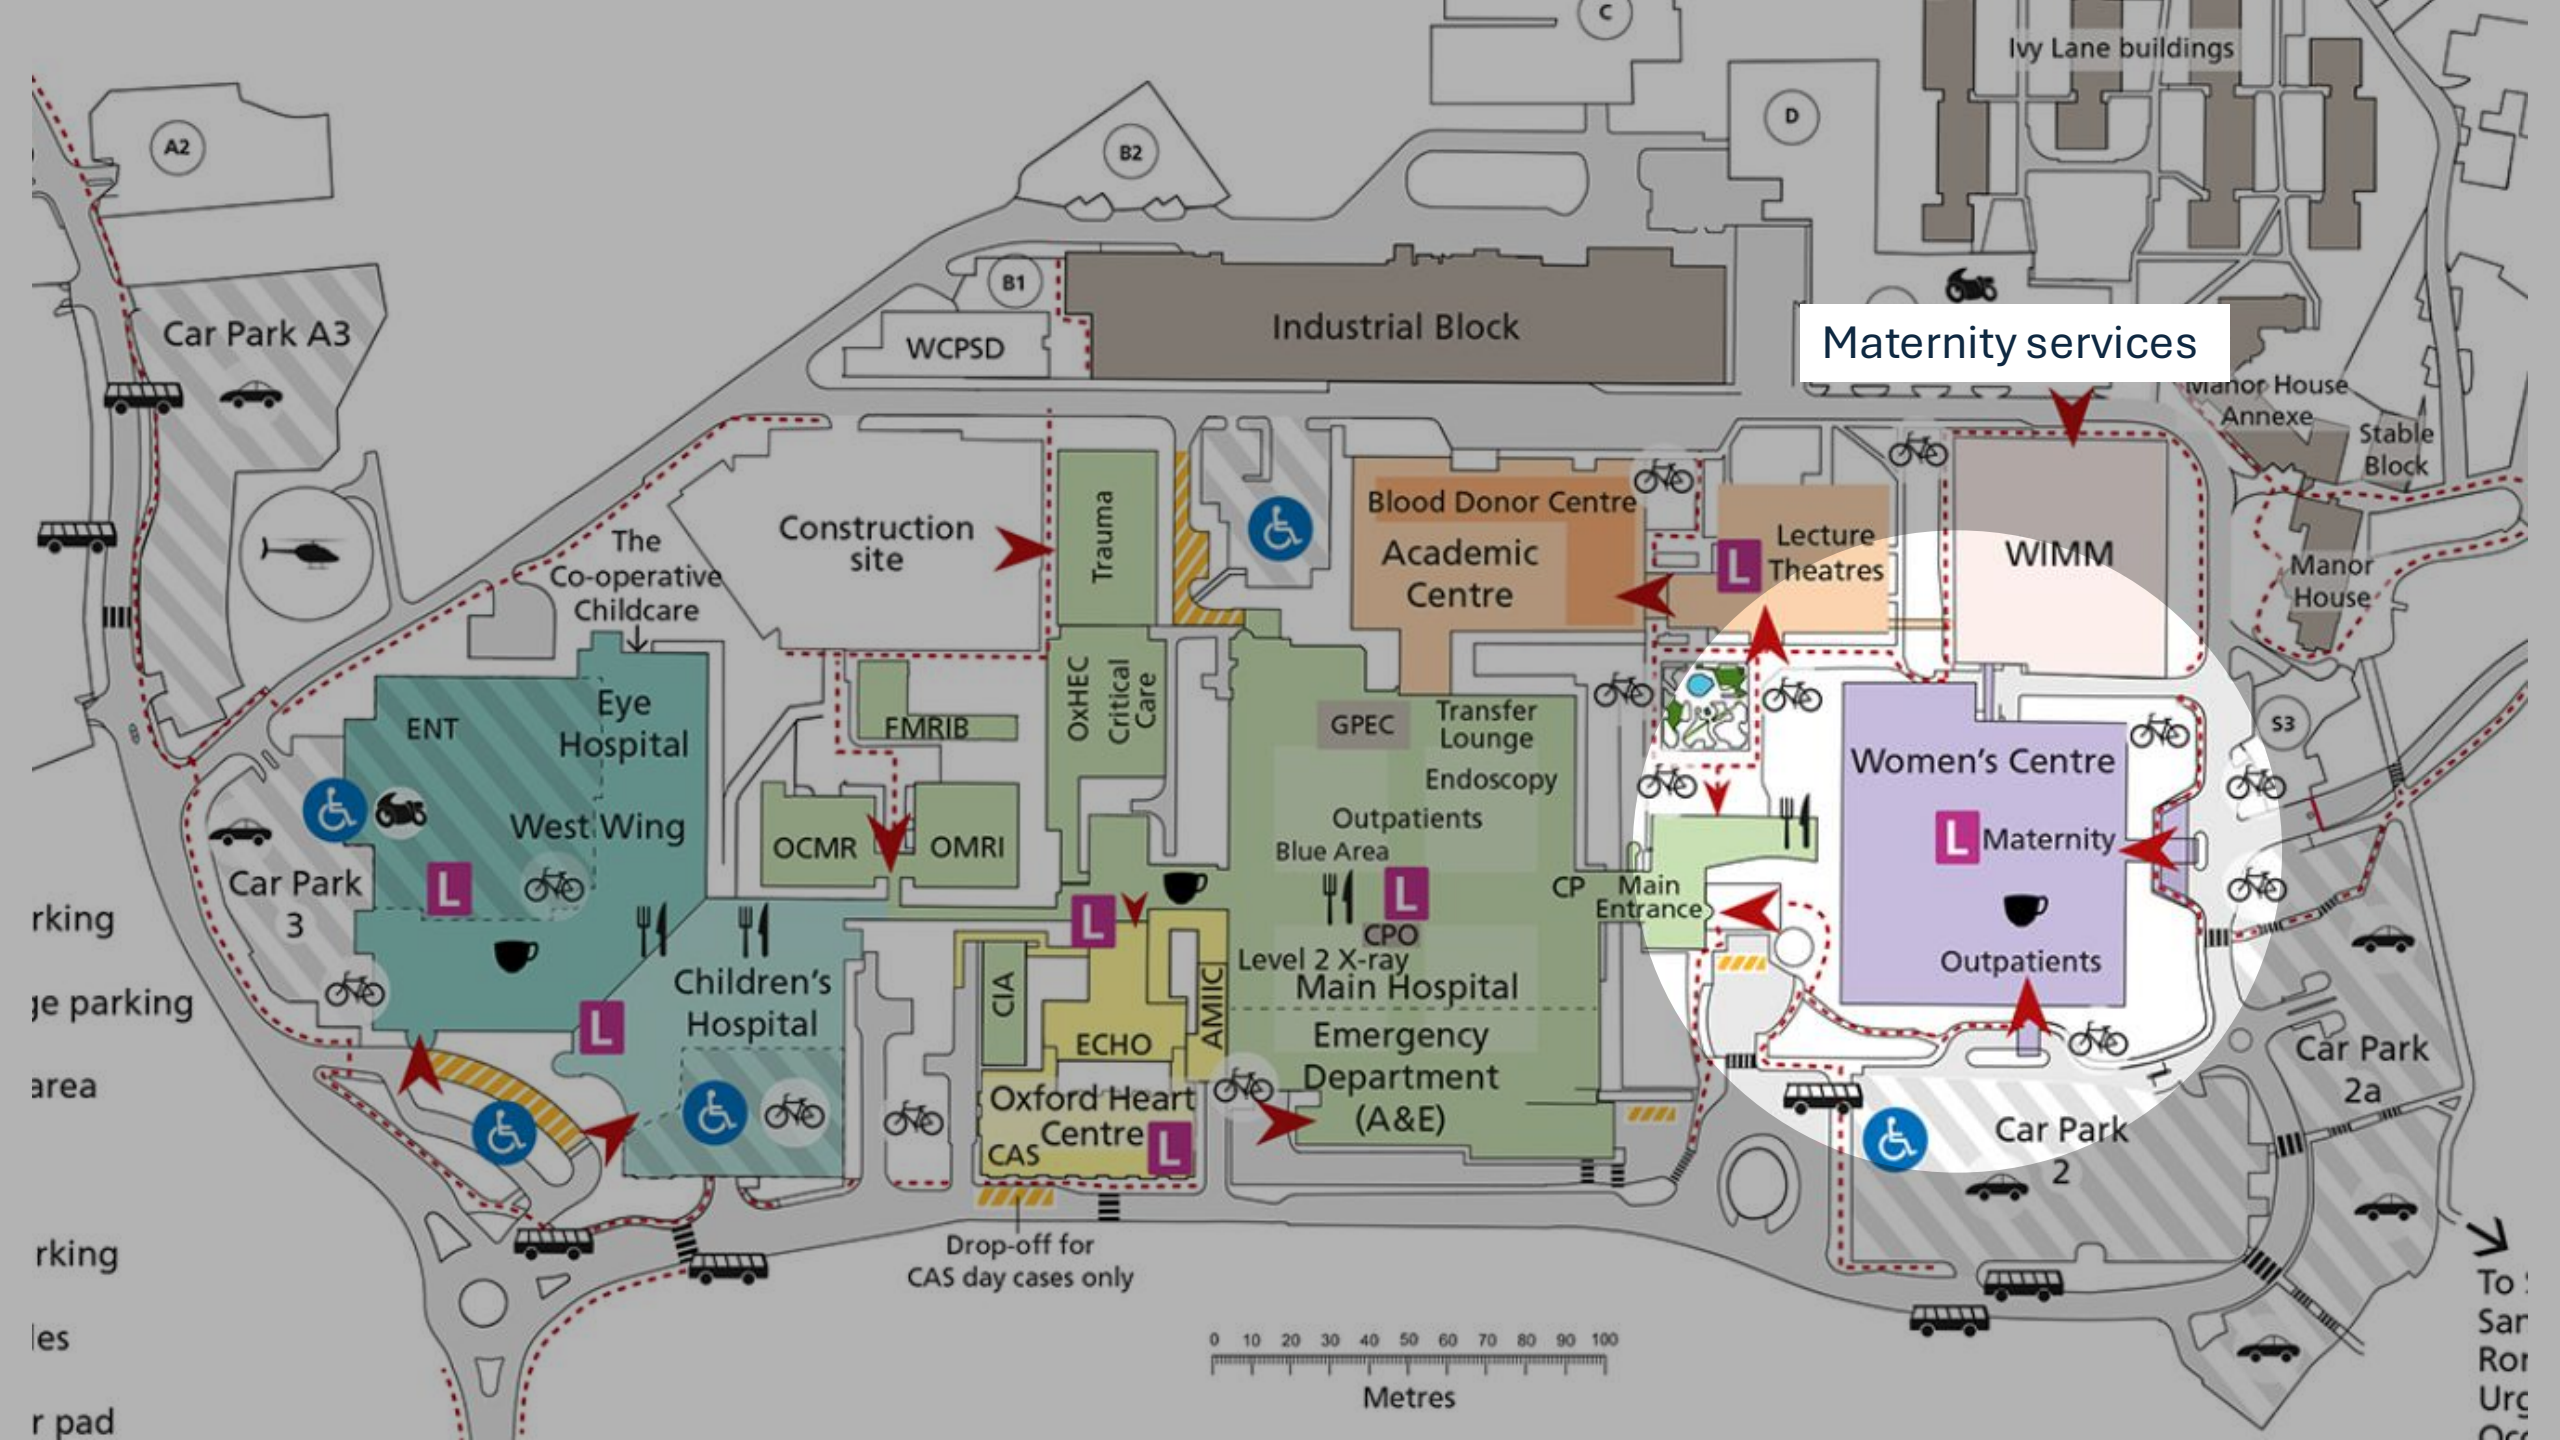 C
Ivy Lane buildings
A2
B2
D
B1
Industrial Block
WCPSD
Car Park A3
Maternity services
Manor House
Annexe
Stable
Block
Blood Donor Centre
Academic
Centre
Trauma
Construction
site
The
Co-operative
Childcare
L
Lecture
Theatres
WIMM
Manor
House
Eye
Hospital
ENT
West Wing
FMRIB
OxHEC
Critical
Care
GPEC
Transfer
Lounge
Endoscopy
Outpatients
Blue Area
S3
Women's Centre
L
Maternity
Outpatients
OCMR
OMRI
Car Park
3
L
L
L
CP
Main
Entrance
CPO
Level 2 X-ray
Main Hospital
Children's
Hospital
L
CIA
AMIIC
ECHO
Emergency
Department
(A&E)
Oxford Heart
Centre
L
CAS
Car Park
2a
Car Park
2
Drop-off for
CAS day cases only
0 10 20 30 40 50 60 70 80 90 100
Metres
rking
ge parking
area
rking
les
r pad
To
San
Ror
Urg